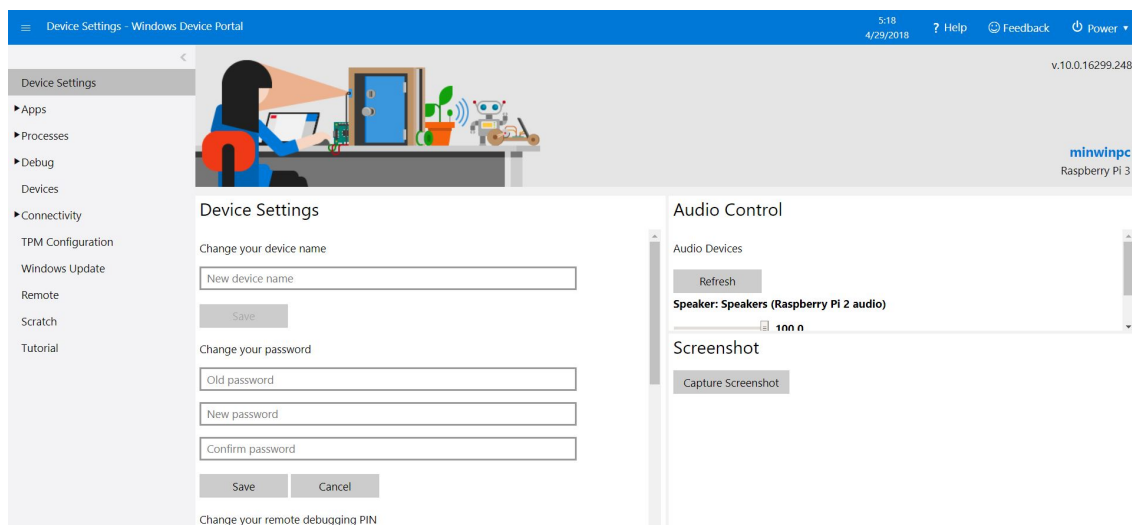 Device Settings - Windows Device Portal
5:18
4/29/2018
? Help
Feedback
Power
v.10.0.16299.248
minwinpc
Raspberry Pi 3
Device Settings
Apps
Processes
Debug
Devices
Connectivity
TPM Configuration
Windows Update
Remote
Scratch
Tutorial
Device Settings
Change your device name
New device name
Save
Change your password
Old password
New password
Confirm password
Save Cancel
Change your remote debugging PIN
Audio Control
Audio Devices
Refresh
Speaker: Speakers (Raspberry Pi 2 audio)
100.0
Screenshot
Capture Screenshot